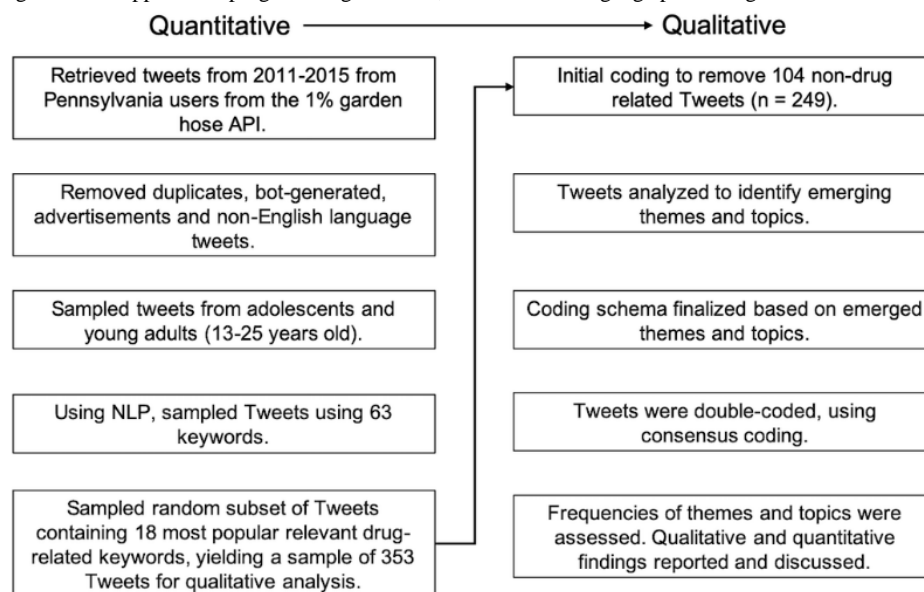 Quantitative
Qualitative
Retrieved tweets from 2011-2015 from
Pennsylvania users from the 1% garden
hose API.
Removed duplicates, bot-generated,
advertisements and non-English language
tweets.
Sampled tweets from adolescents and
young adults (13-25 years old).
Using NLP, sampled Tweets using 63
keywords.
Sampled random subset of Tweets
containing 18 most popular relevant drug-
related keywords, yielding a sample of 353
Tweets for qualitative analysis.
Initial coding to remove 104 non-drug
related Tweets (n = 249).
Tweets analyzed to identify emerging
themes and topics.
Coding schema finalized based on emerged
themes and topics.
Tweets were double-coded, using
consensus coding.
Frequencies of themes and topics were
assessed. Qualitative and quantitative
findings reported and discussed.